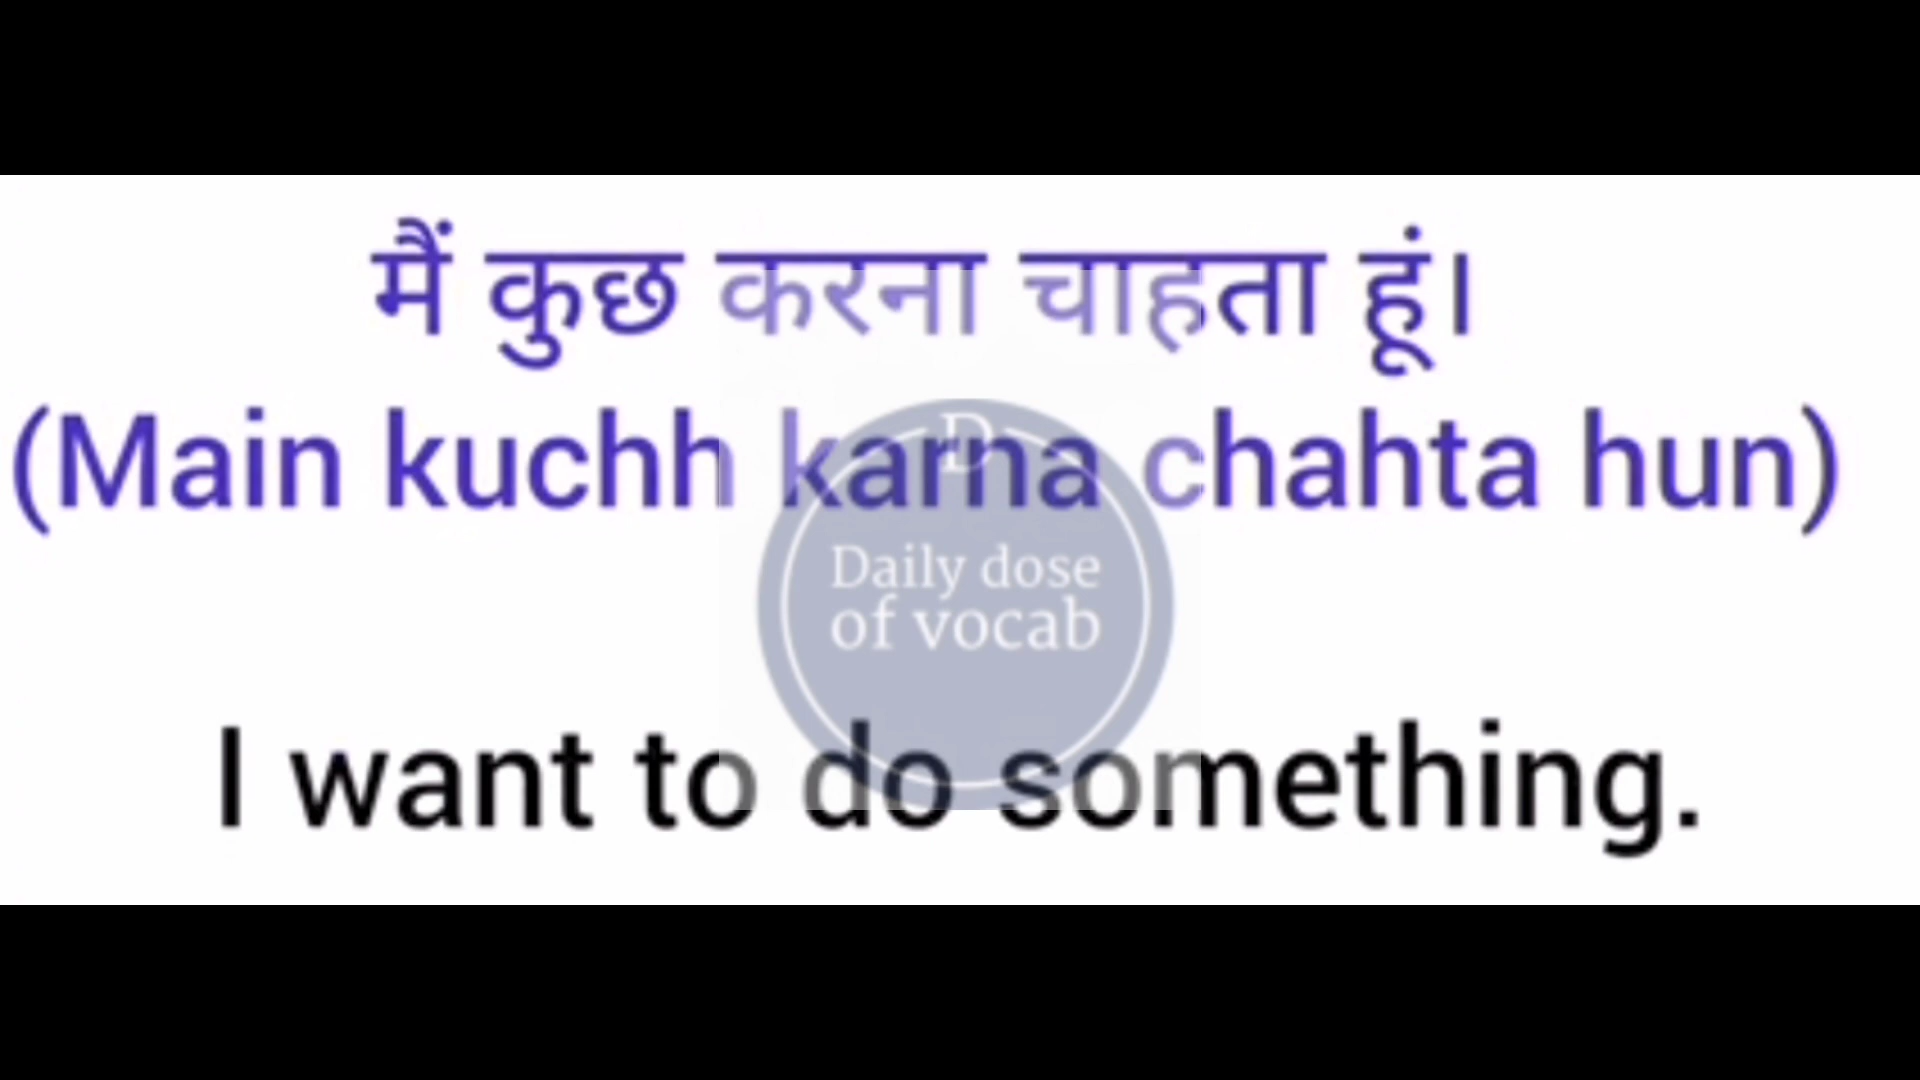 मैं कुछ करना चाहता हूं।
(Main kuchh karna chahta hun)
D
Daily dose
of vocab
I want to do something.